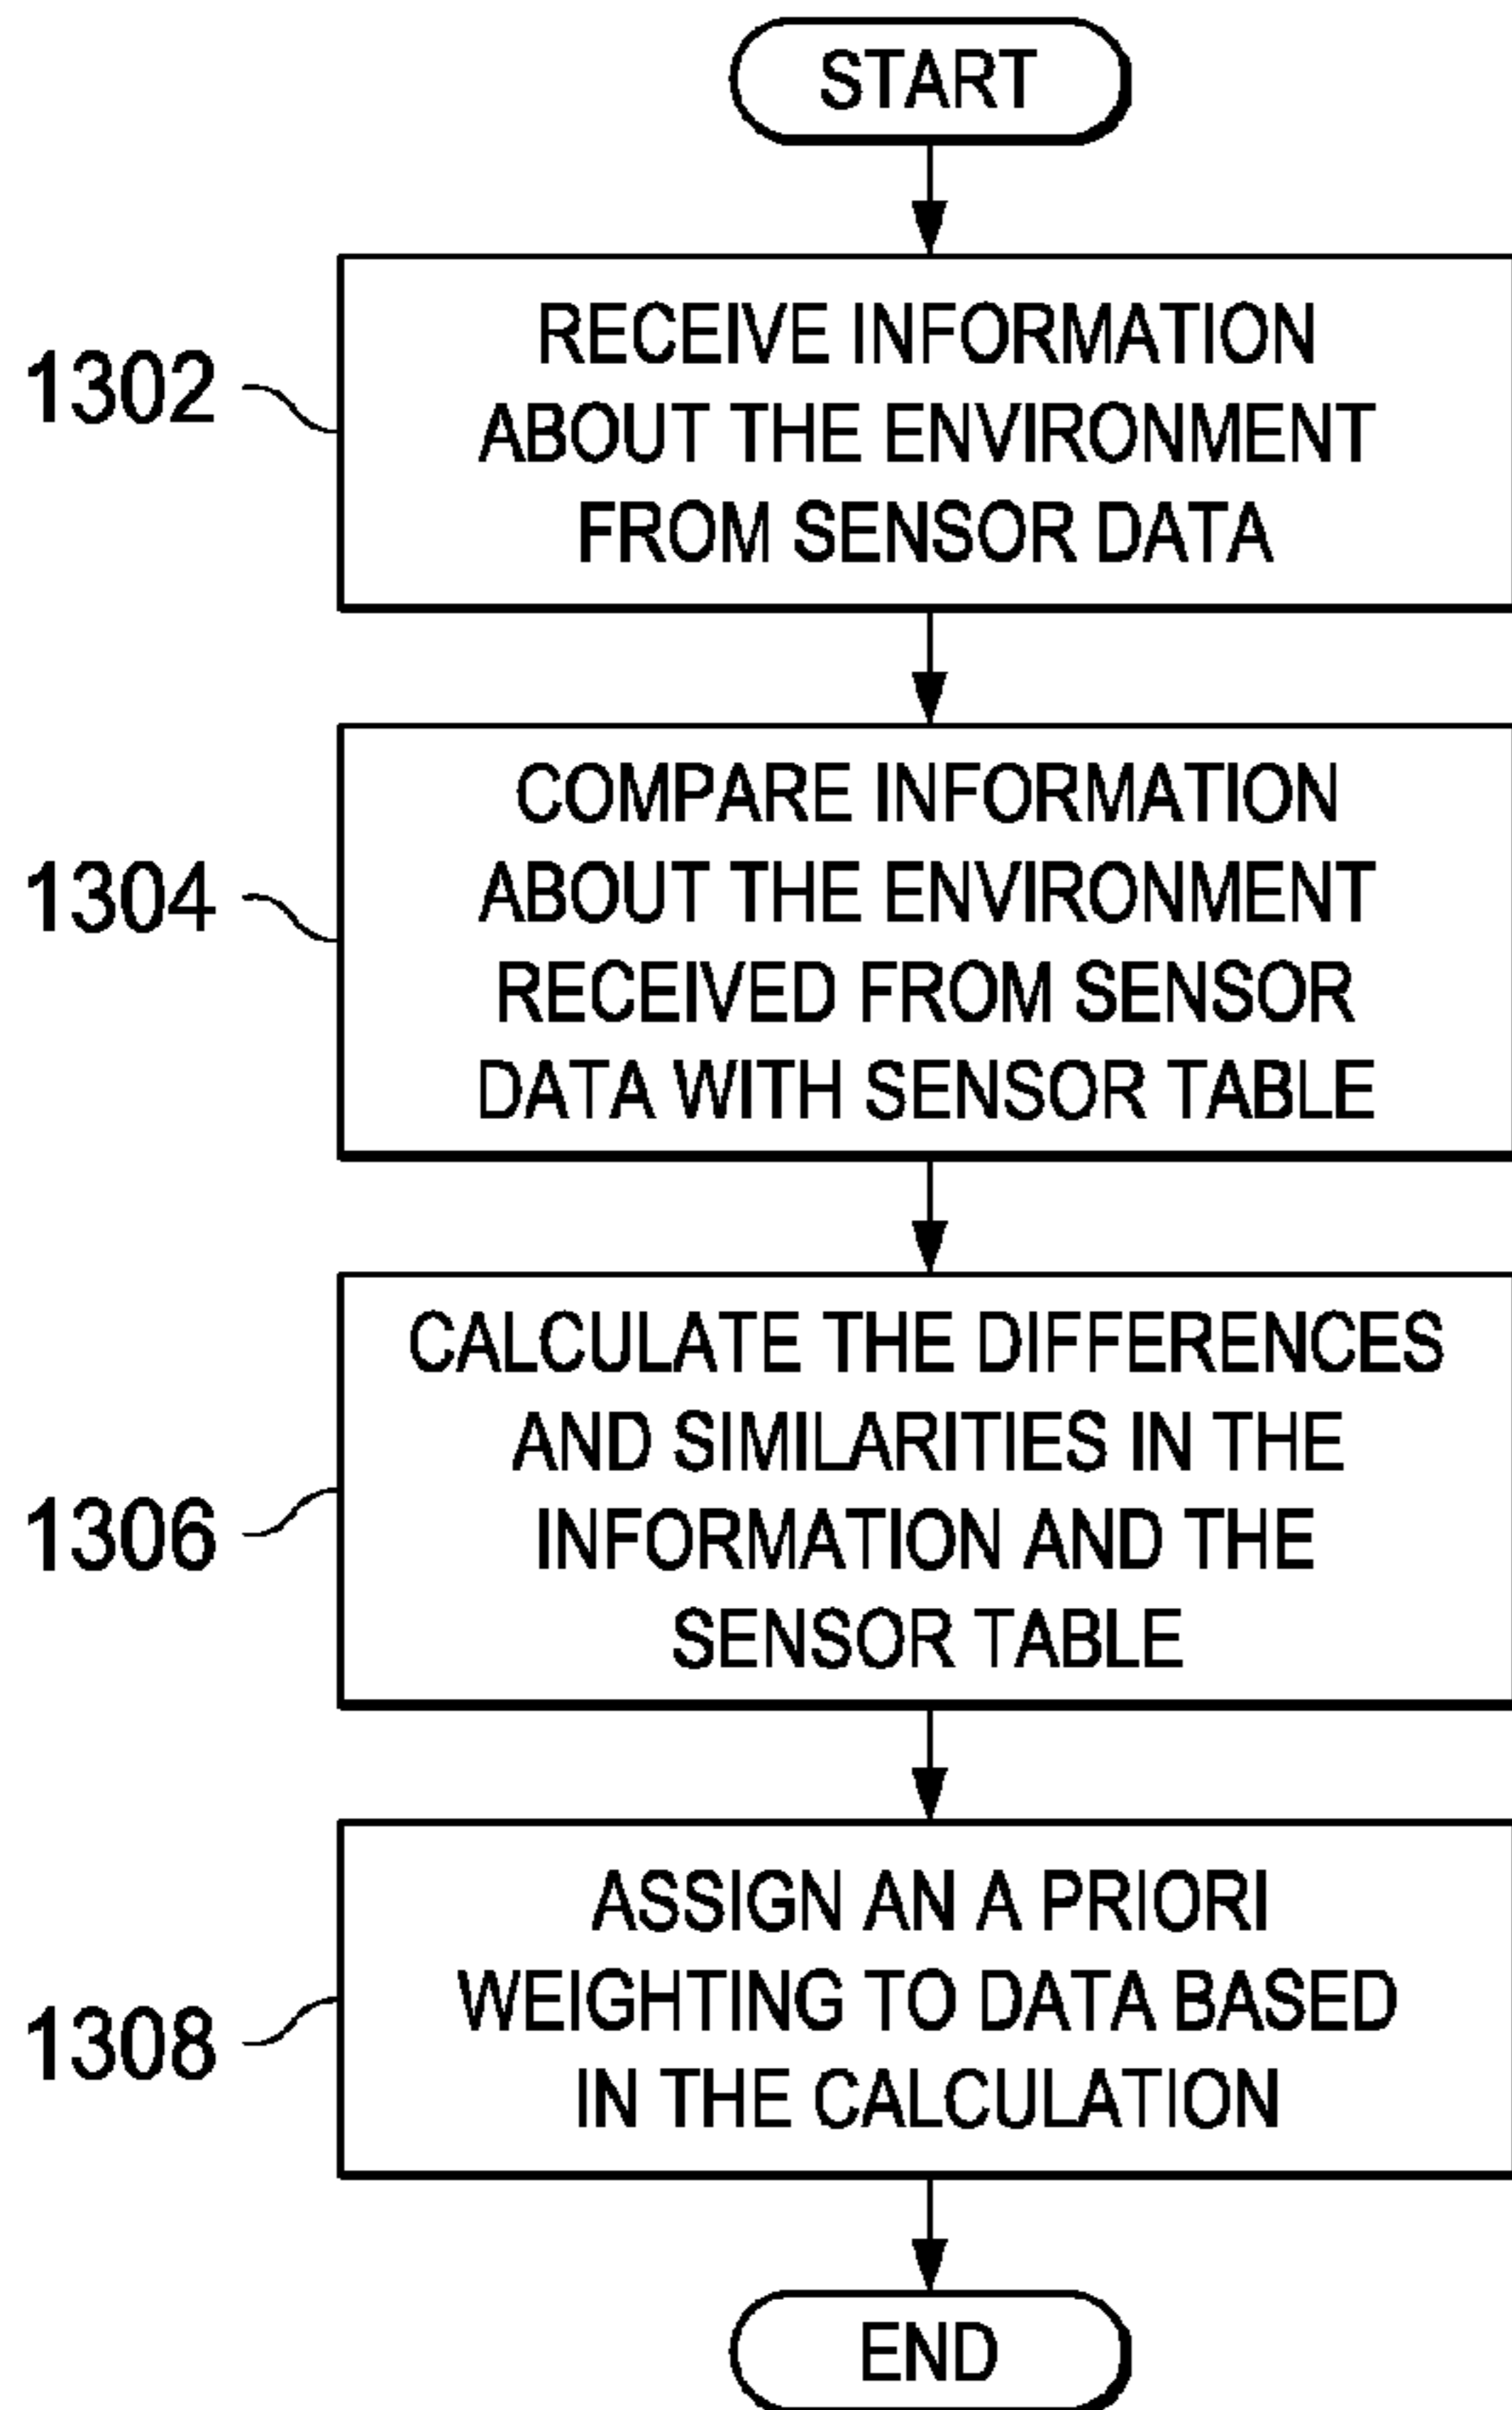 START
1302
RECEIVE INFORMATION
ABOUT THE ENVIRONMENT
FROM SENSOR DATA
1304
COMPARE INFORMATION
ABOUT THE ENVIRONMENT
RECEIVED FROM SENSOR
DATA WITH SENSOR TABLE
1306
CALCULATE THE DIFFERENCES
AND SIMILARITIES IN THE
INFORMATION AND THE
SENSOR TABLE
1308
ASSIGN AN A PRIORI
WEIGHTING TO DATA BASED
IN THE CALCULATION
END